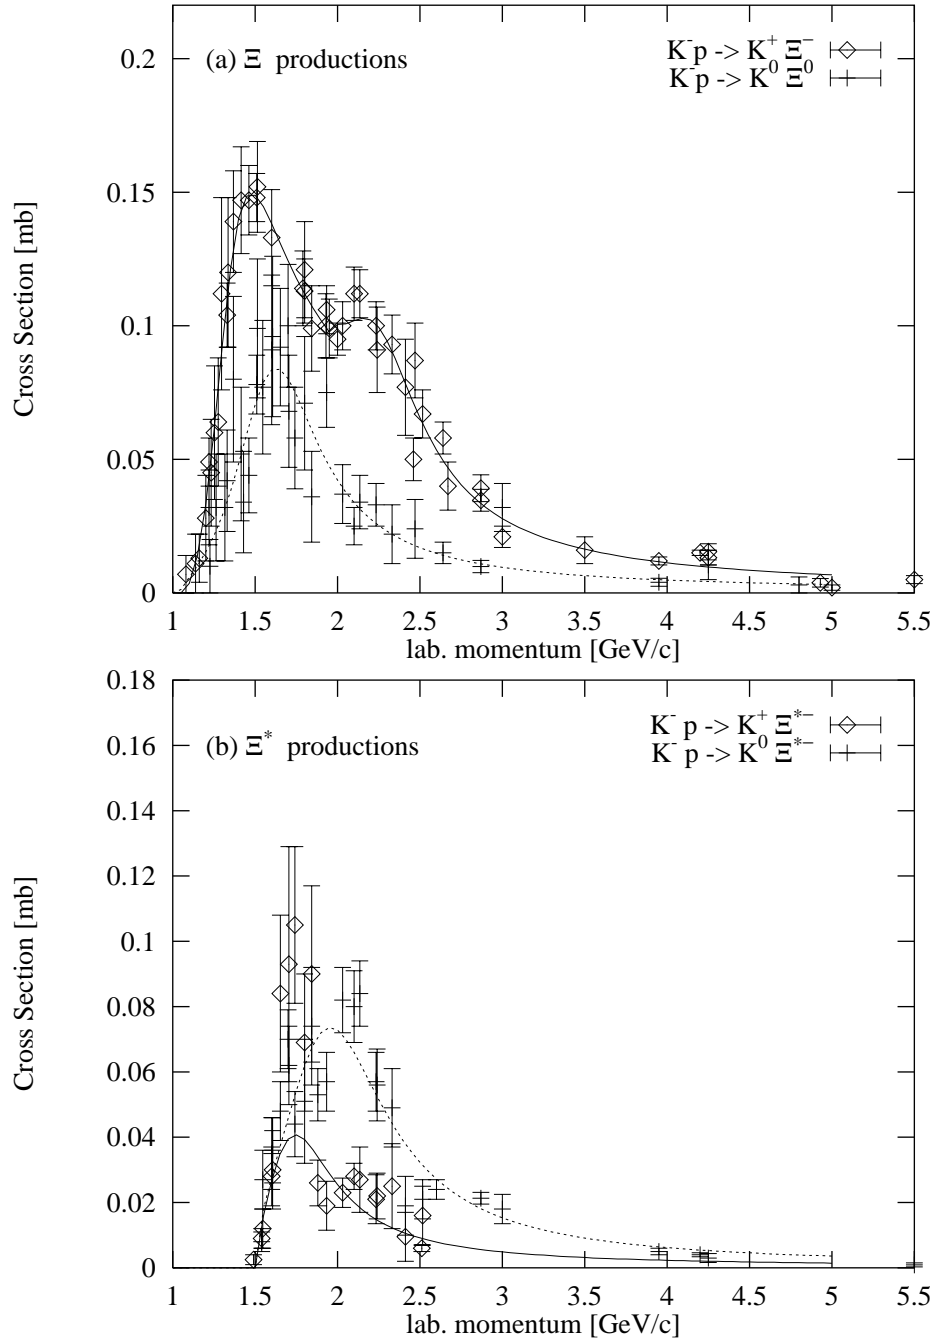 (a) Ξ productions
K⁻p -> K⁺ Ξ⁻
K⁻p -> K⁰ Ξ⁰
Cross Section [mb]
0.2
0.15
0.1
0.05
0
1 1.5 2 2.5 3 3.5 4 4.5 5 5.5
lab. momentum [GeV/c]
(b) Ξ* productions
K⁻ p -> K⁺ Ξ*⁻
K⁻ p -> K⁰ Ξ*⁻
Cross Section [mb]
0.18
0.16
0.14
0.12
0.1
0.08
0.06
0.04
0.02
0
1 1.5 2 2.5 3 3.5 4 4.5 5 5.5
lab. momentum [GeV/c]